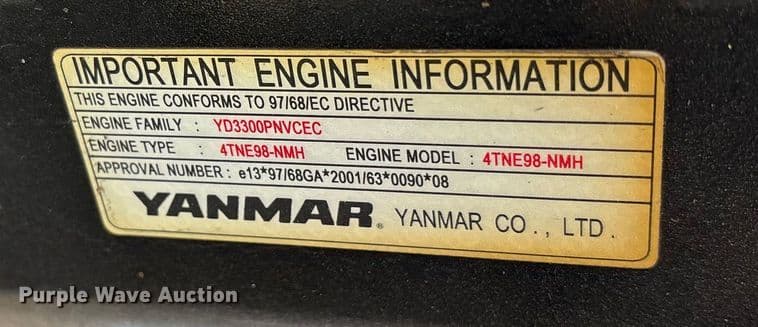 IMPORTANT ENGINE INFORMATION
THIS ENGINE CONFORMS TO 97/68/EC DIRECTIVE
ENGINE FAMILY : YD3300PNVCEC
ENGINE TYPE : 4TNE98-NMH ENGINE MODEL : 4TNE98-NMH
APPROVAL NUMBER : e13*97/68GA*2001/63*0090*08
YANMAR® YANMAR CO., LTD.
Purple Wave Auction